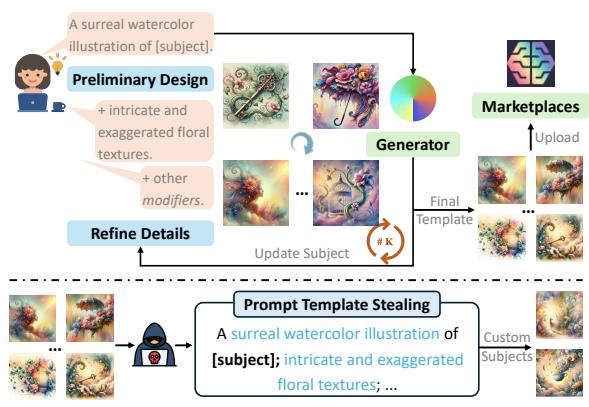 A surreal watercolor
illustration of [subject].
Preliminary Design
+ intricate and
exaggerated floral
textures.
+ other
modifiers.
Refine Details
Generator
Marketplaces
Upload
Final
Template
...
...
# K
Update Subject
Prompt Template Stealing
...
A surreal watercolor illustration of
[subject]; intricate and exaggerated
floral textures; ...
Custom
Subjects